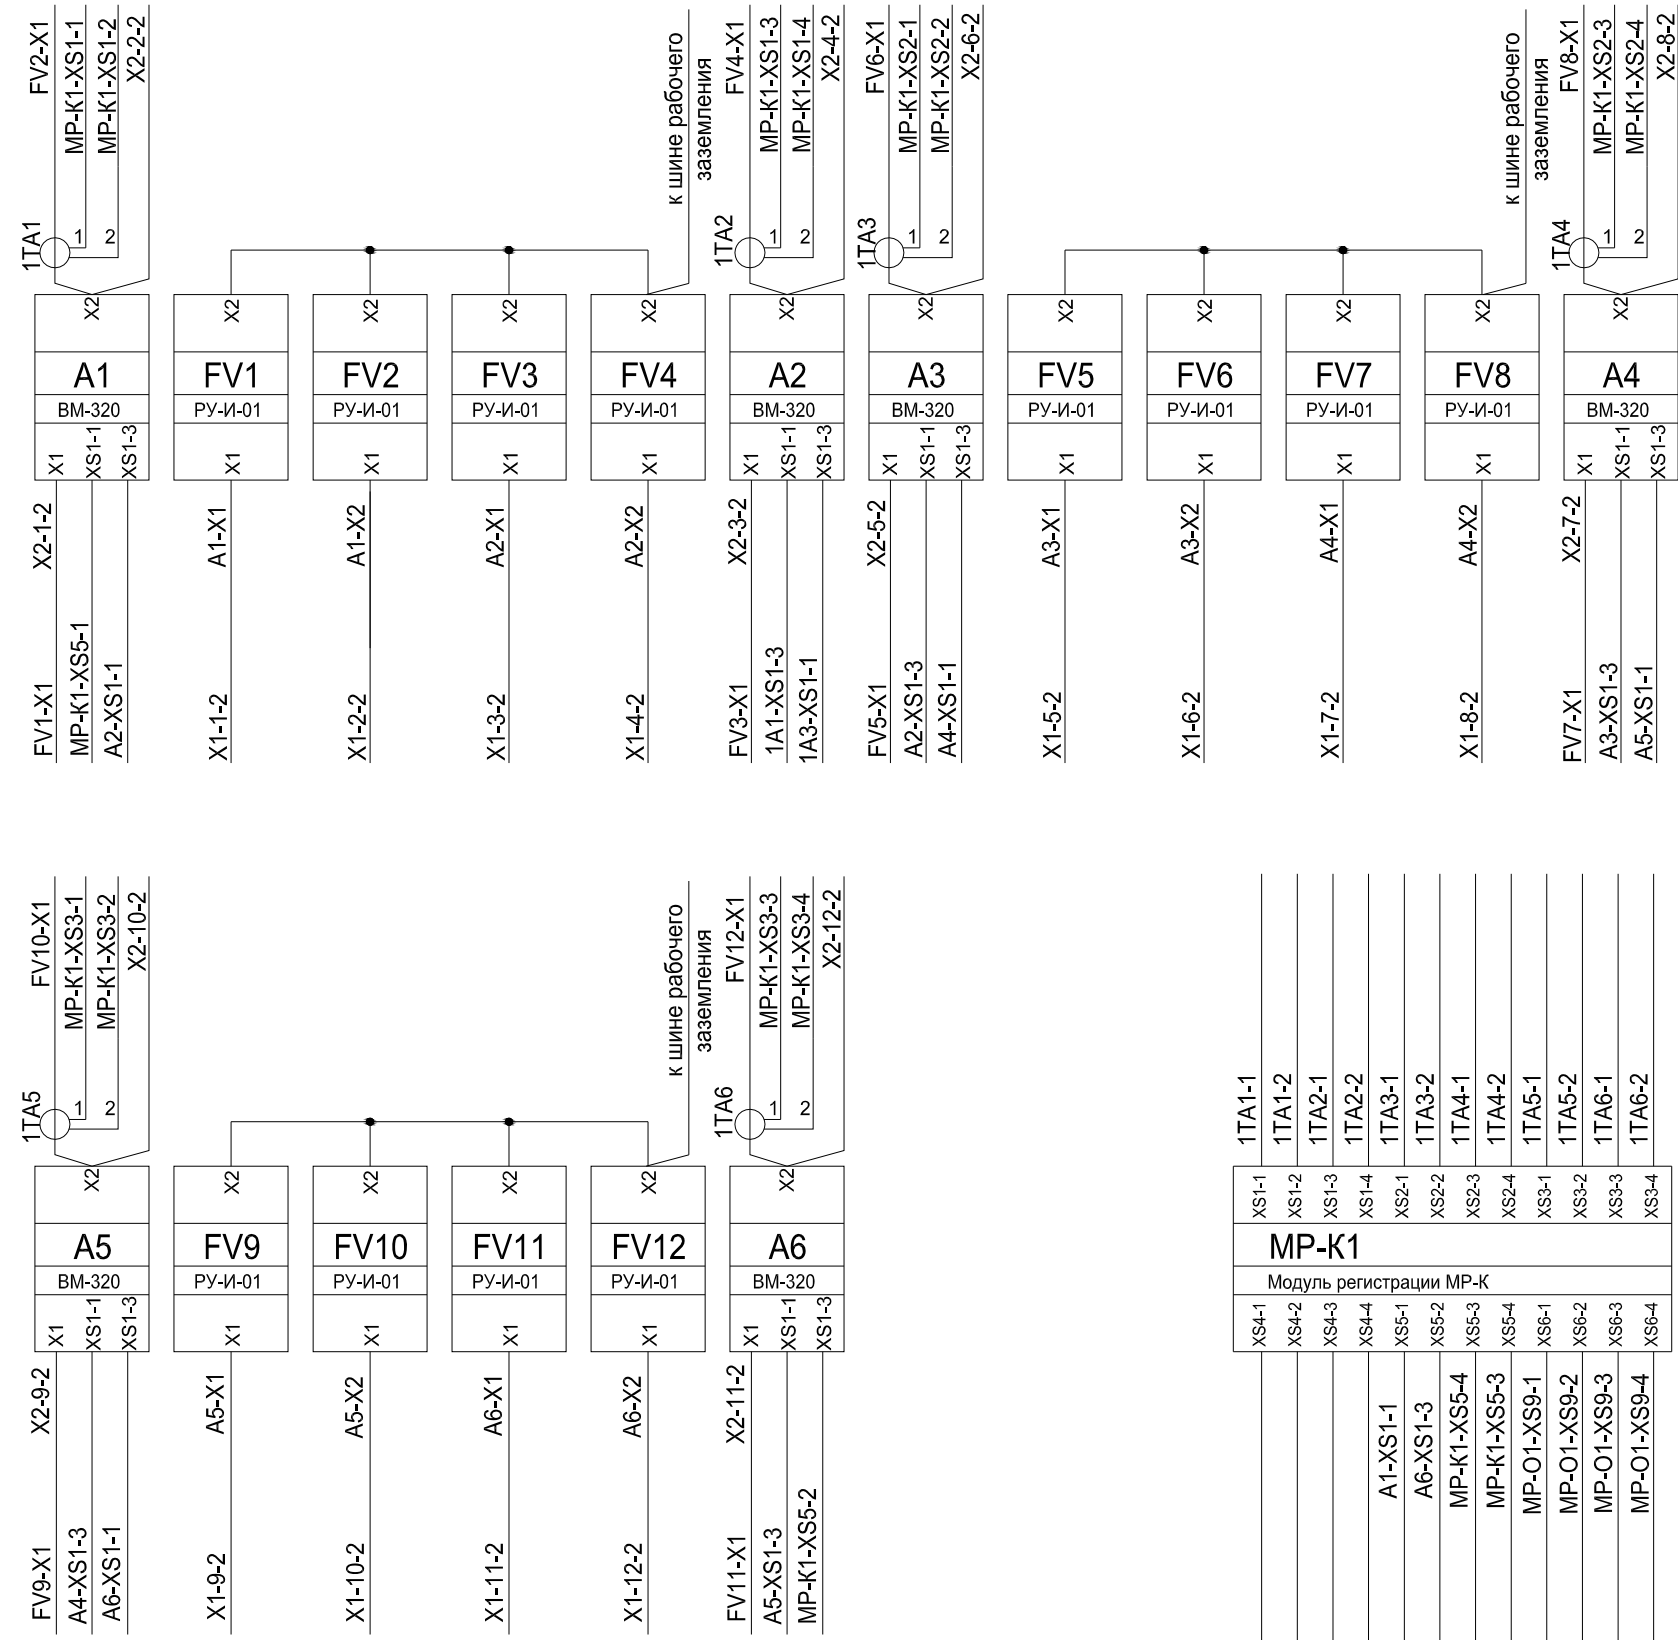 FV2-X1
МР-К1-XS1-1
МР-К1-XS1-2
X2-2-2
к шине рабочего
заземления
FV4-X1
МР-К1-XS1-3
МР-К1-XS1-4
X2-4-2
FV6-X1
МР-К1-XS2-1
МР-К1-XS2-2
X2-6-2
к шине рабочего
заземления
FV8-X1
МР-К1-XS2-3
МР-К1-XS2-4
X2-8-2
1TA1
1
2
1TA2
1
2
1TA3
1
2
1TA4
1
2
X2
X2
X2
X2
X2
X2
X2
X2
X2
X2
X2
X2
A1
FV1
FV2
FV3
FV4
A2
A3
FV5
FV6
FV7
FV8
A4
ВМ-320
РУ-И-01
РУ-И-01
РУ-И-01
РУ-И-01
ВМ-320
ВМ-320
РУ-И-01
РУ-И-01
РУ-И-01
РУ-И-01
ВМ-320
X1
XS1-1
XS1-3
X1
X1
X1
X1
X1
XS1-1
XS1-3
X1
XS1-1
XS1-3
X1
X1
X1
X1
X1
XS1-1
XS1-3
X2-1-2
A1-X1
A1-X2
A2-X1
A2-X2
X2-3-2
X2-5-2
A3-X1
A3-X2
A4-X1
A4-X2
X2-7-2
FV1-X1
МР-К1-XS5-1
A2-XS1-1
X1-1-2
X1-2-2
X1-3-2
X1-4-2
FV3-X1
1A1-XS1-3
1A3-XS1-1
FV5-X1
A2-XS1-3
A4-XS1-1
X1-5-2
X1-6-2
X1-7-2
X1-8-2
FV7-X1
A3-XS1-3
A5-XS1-1
FV10-X1
МР-К1-XS3-1
МР-К1-XS3-2
X2-10-2
к шине рабочего
заземления
FV12-X1
МР-К1-XS3-3
МР-К1-XS3-4
X2-12-2
1TA5
1
2
1TA6
1
2
1TA1-1
1TA1-2
1TA2-1
1TA2-2
1TA3-1
1TA3-2
1TA4-1
1TA4-2
1TA5-1
1TA5-2
1TA6-1
1TA6-2
X2
X2
X2
X2
X2
X2
XS1-1
XS1-2
XS1-3
XS1-4
XS2-1
XS2-2
XS2-3
XS2-4
XS3-1
XS3-2
XS3-3
XS3-4
A5
FV9
FV10
FV11
FV12
A6
МР-К1
ВМ-320
РУ-И-01
РУ-И-01
РУ-И-01
РУ-И-01
ВМ-320
Модуль регистрации МР-К
X1
XS1-1
XS1-3
X1
X1
X1
X1
X1
XS1-1
XS1-3
XS4-1
XS4-2
XS4-3
XS4-4
XS5-1
XS5-2
XS5-3
XS5-4
XS6-1
XS6-2
XS6-3
XS6-4
X2-9-2
A5-X1
A5-X2
A6-X1
A6-X2
X2-11-2
A1-XS1-1
A6-XS1-3
МР-К1-XS5-4
МР-К1-XS5-3
МР-О1-XS9-1
МР-О1-XS9-2
МР-О1-XS9-3
МР-О1-XS9-4
FV9-X1
A4-XS1-3
A6-XS1-1
X1-9-2
X1-10-2
X1-11-2
X1-12-2
FV11-X1
A5-XS1-3
МР-К1-XS5-2